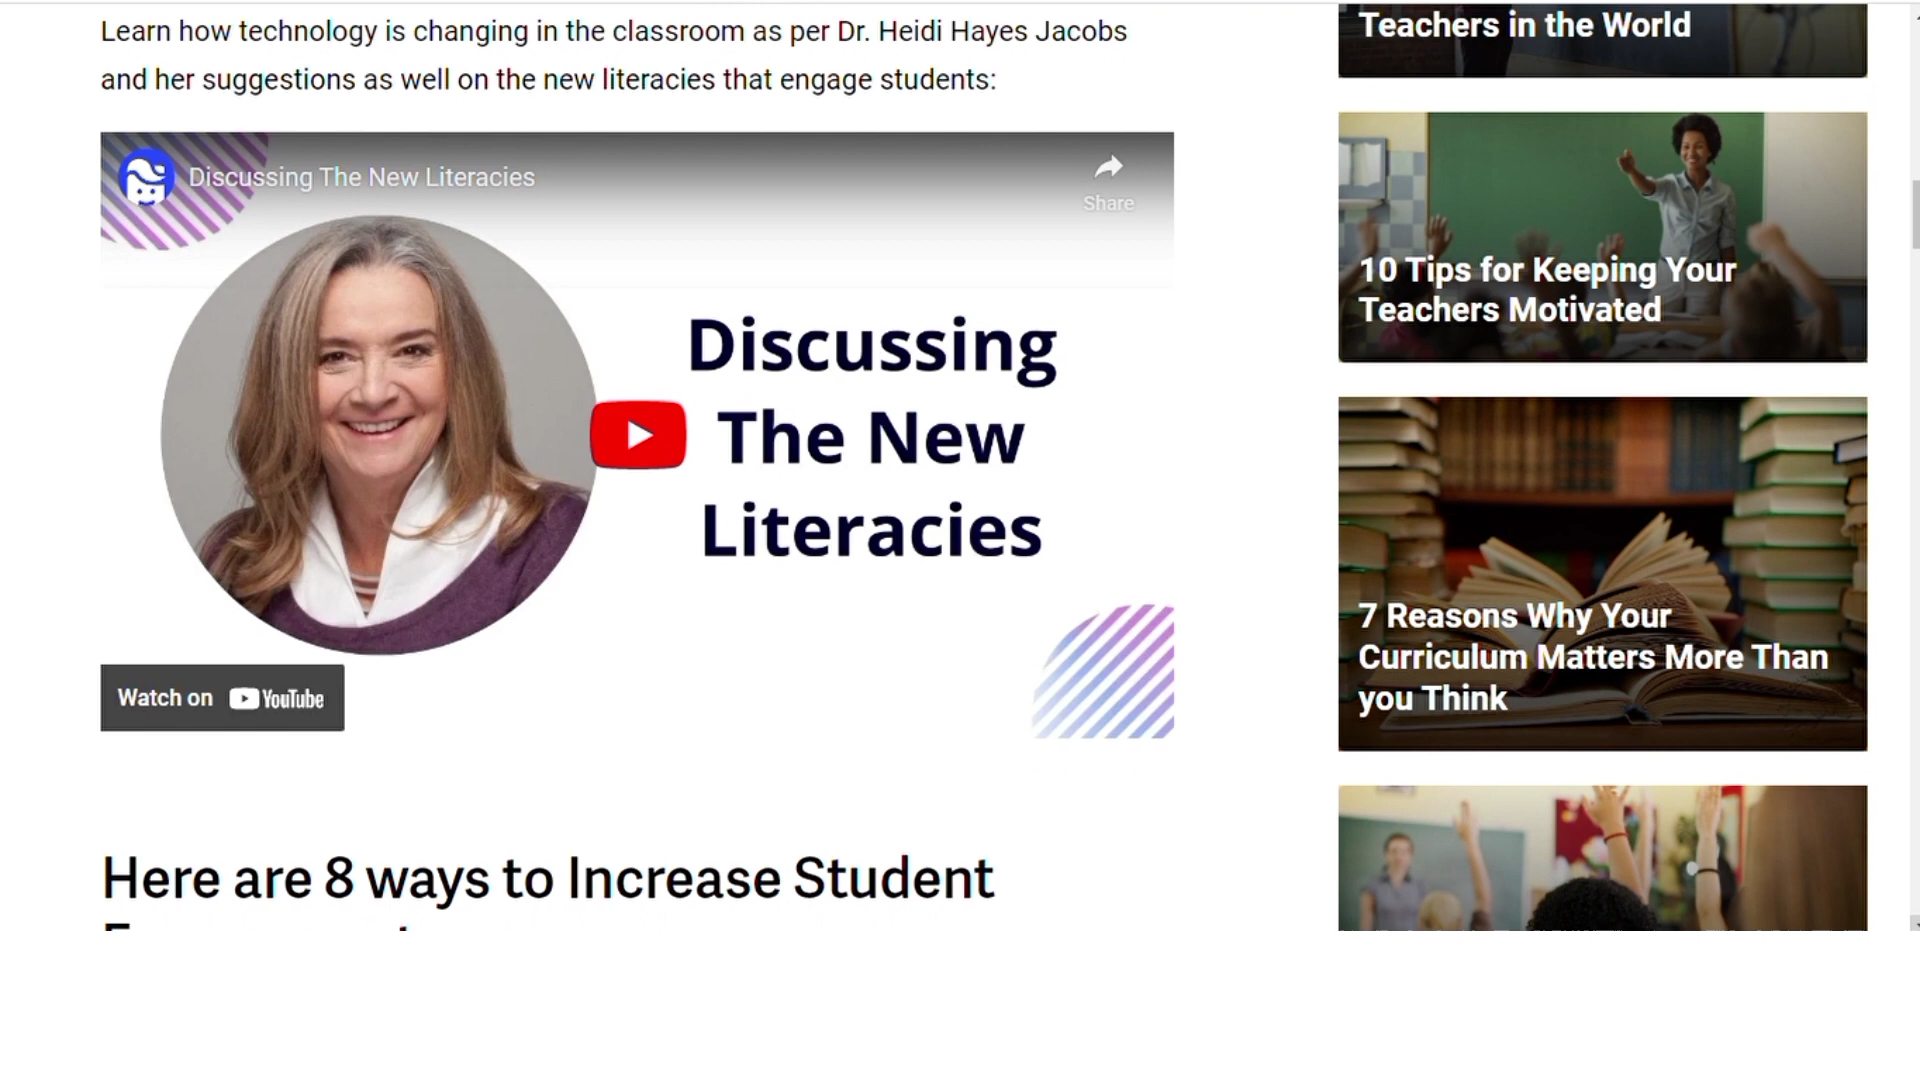 Learn how technology is changing in the classroom as per Dr. Heidi Hayes Jacobs
and her suggestions as well on the new literacies that engage students:
Discussing The New Literacies
Share
Discussing
The New
Literacies
Watch on YouTube
Here are 8 ways to Increase Student
Teachers in the World
10 Tips for Keeping Your
Teachers Motivated
7 Reasons Why Your
Curriculum Matters More Than
you Think